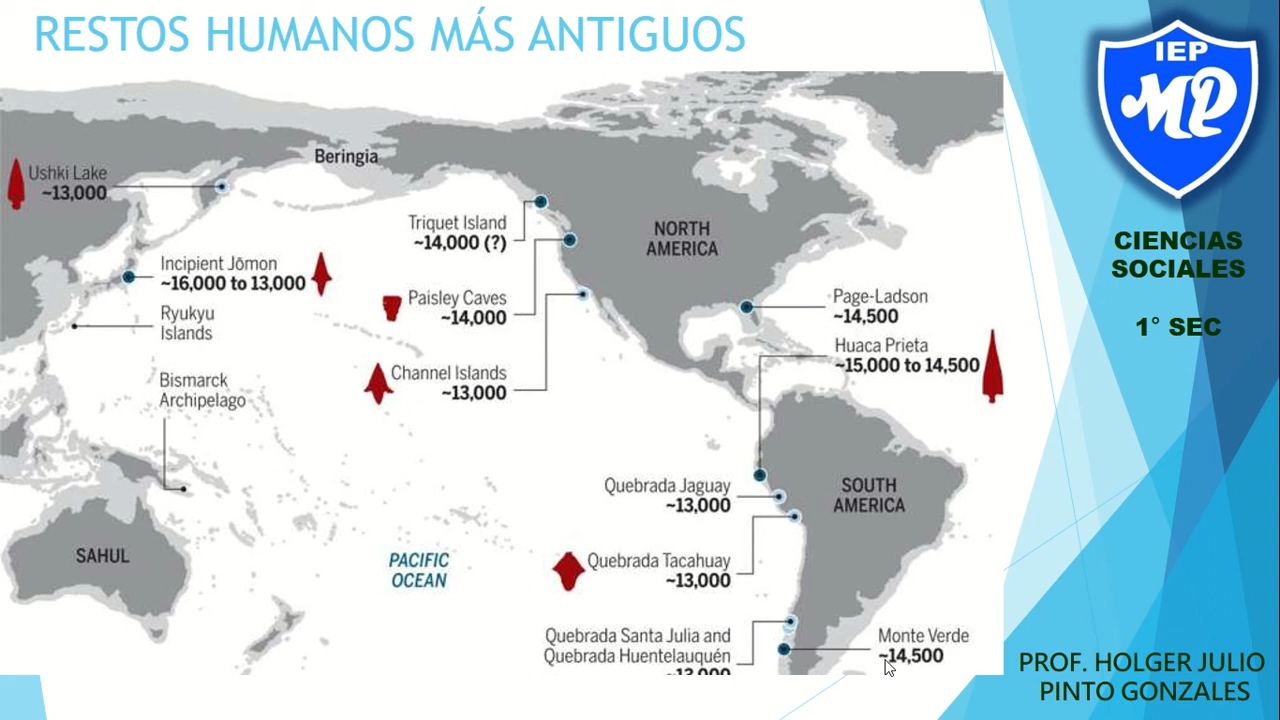 RESTOS HUMANOS MÁS ANTIGUOS
IEP
MP
CIENCIAS
SOCIALES
1° SEC
Beringia
Ushki Lake
~13,000
Triquet Island
~14,000 (?)
NORTH
AMERICA
Incipient Jōmon
~16,000 to 13,000
Ryukyu
Islands
Paisley Caves
~14,000
Page-Ladson
~14,500
Huaca Prieta
~15,000 to 14,500
Bismarck
Archipelago
Channel Islands
~13,000
Quebrada Jaguay
~13,000
SOUTH
AMERICA
SAHUL
PACIFIC
OCEAN
Quebrada Tacahuay
~13,000
Quebrada Santa Julia and
Quebrada Huentelauquén
~13,000
Monte Verde
~14,500
PROF. HOLGER JULIO
PINTO GONZALES